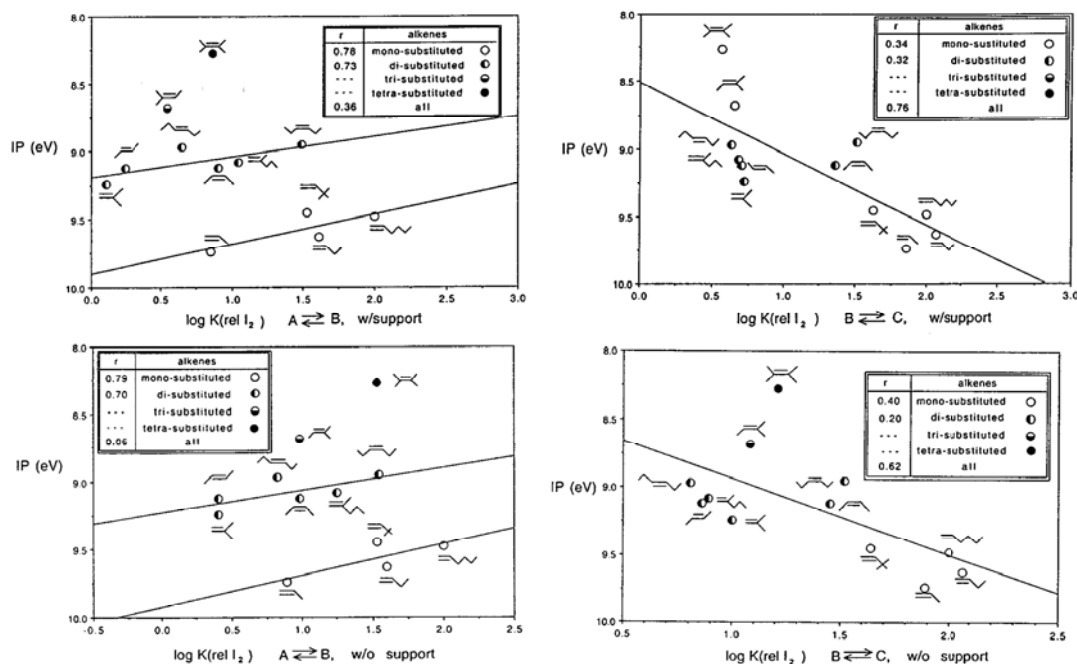 r alkenes
0.78 mono-substituted
0.73 di-substituted
--- tri-substituted
--- tetra-substituted
0.36 all
IP (eV)
8.0
8.5
9.0
9.5
10.0
0.0 0.5 1.0 1.5 2.0 2.5 3.0
log K(rel I₂) A ⇄ B, w/support
r alkenes
0.34 mono-sustituted
0.32 di-substituted
--- tri-substituted
--- tetra-substituted
0.76 all
IP (eV)
8.0
8.5
9.0
9.5
10.0
0.0 0.5 1.0 1.5 2.0 2.5 3.0
log K(rel I₂) B ⇄ C, w/support
r alkenes
0.79 mono-substituted
0.70 di-substituted
--- tri-substituted
--- tetra-substituted
0.06 all
IP (eV)
8.0
8.5
9.0
9.5
10.0
-0.5 0.0 0.5 1.0 1.5 2.0 2.5
log K(rel I₂) A ⇄ B, w/o support
r alkenes
0.40 mono-substituted
0.20 di-substituted
--- tri-substituted
--- tetra-substituted
0.62 all
IP (eV)
8.0
8.5
9.0
9.5
10.0
0.5 1.0 1.5 2.0 2.5
log K(rel I₂) B ⇄ C, w/o support